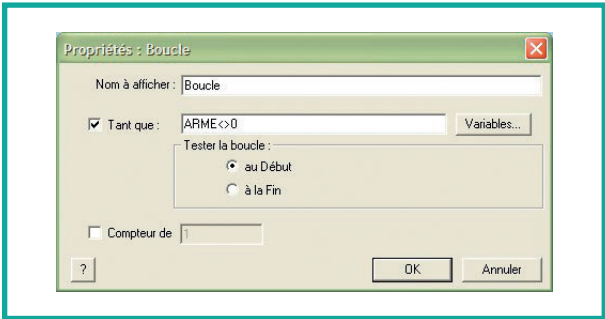 Propriétés : Boucle
Nom à afficher : Boucle
Tant que : ARME<>0 Variables...
Tester la boucle :
au Début
à la Fin
Compteur de 1
? OK Annuler